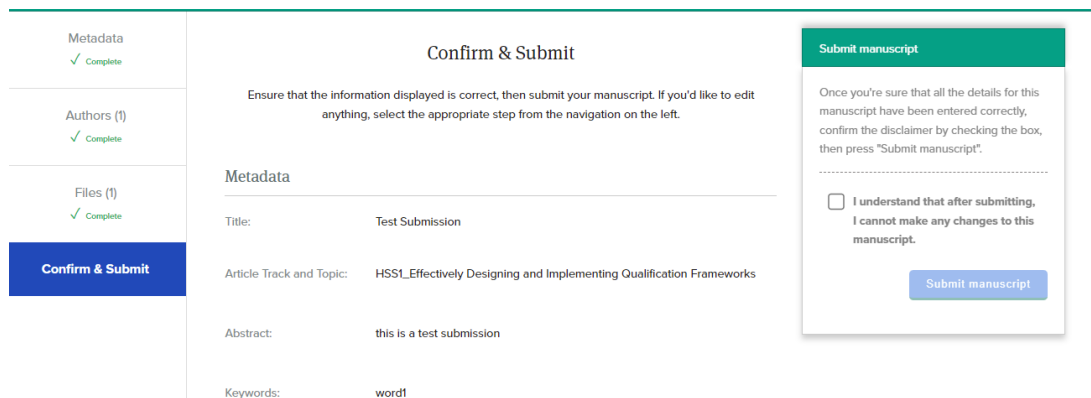 Metadata
✓ Complete
Authors (1)
✓ Complete
Files (1)
✓ Complete
Confirm & Submit
Confirm & Submit
Ensure that the information displayed is correct, then submit your manuscript. If you'd like to edit
anything, select the appropriate step from the navigation on the left.
Metadata
Title: Test Submission
Article Track and Topic: HSS1_Effectively Designing and Implementing Qualification Frameworks
Abstract: this is a test submission
Keywords: word1
Submit manuscript
Once you're sure that all the details for this
manuscript have been entered correctly,
confirm the disclaimer by checking the box,
then press "Submit manuscript".
I understand that after submitting,
I cannot make any changes to this
manuscript.
Submit manuscript